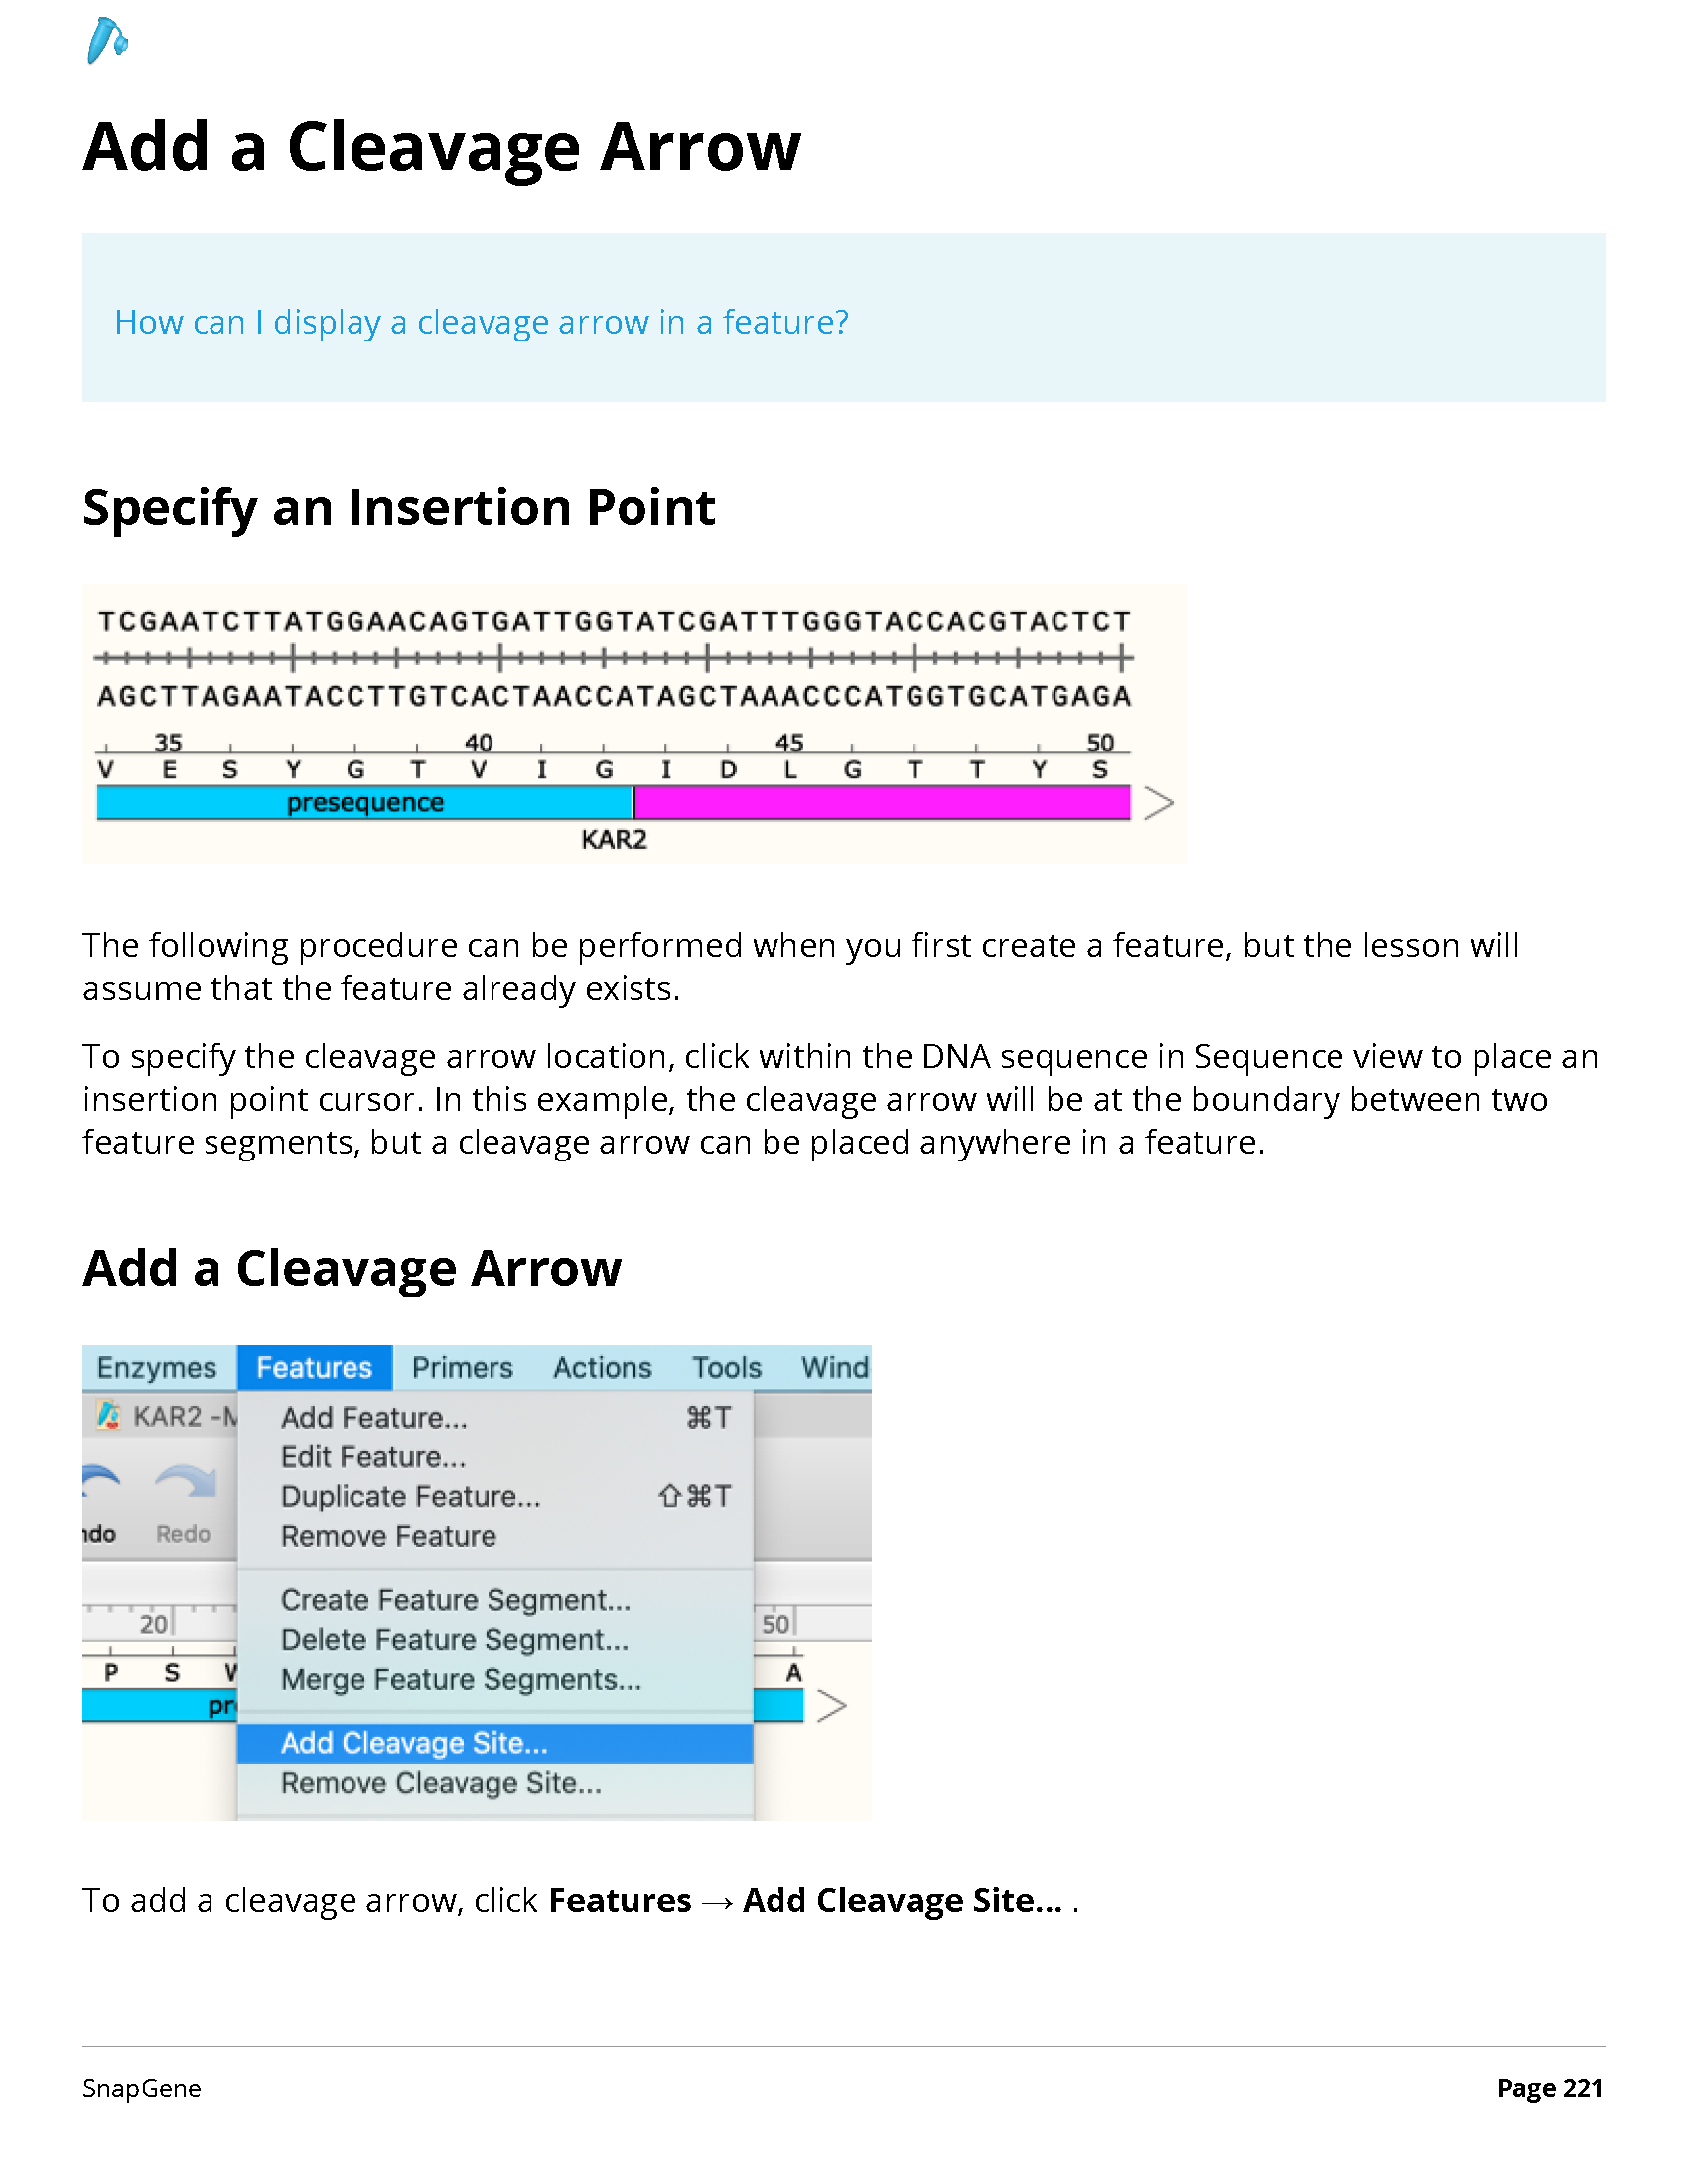 Add a Cleavage Arrow
How can I display a cleavage arrow in a feature?
Specify an Insertion Point
TCGAATCTTATGGAACAGTGATTGGTATCGATTTGGGTACCACGTACTCT
AGCTTAGAATACCTTGTCACTAACCATAGCTAAACCCATGGTGCATGAGA
35 40 45 50
V E S Y G T V I G I D L G T T Y S
presequence
KAR2
The following procedure can be performed when you first create a feature, but the lesson will
assume that the feature already exists.
To specify the cleavage arrow location, click within the DNA sequence in Sequence view to place an
insertion point cursor. In this example, the cleavage arrow will be at the boundary between two
feature segments, but a cleavage arrow can be placed anywhere in a feature.
Add a Cleavage Arrow
Enzymes Features Primers Actions Tools Wind
KAR2 -M Add Feature... ⌘T
Edit Feature...
Duplicate Feature... ⇧⌘T
ndo Redo Remove Feature
Create Feature Segment...
20 50
Delete Feature Segment...
P S W Merge Feature Segments... A
pr
Add Cleavage Site...
Remove Cleavage Site...
To add a cleavage arrow, click Features → Add Cleavage Site... .
SnapGene Page 221